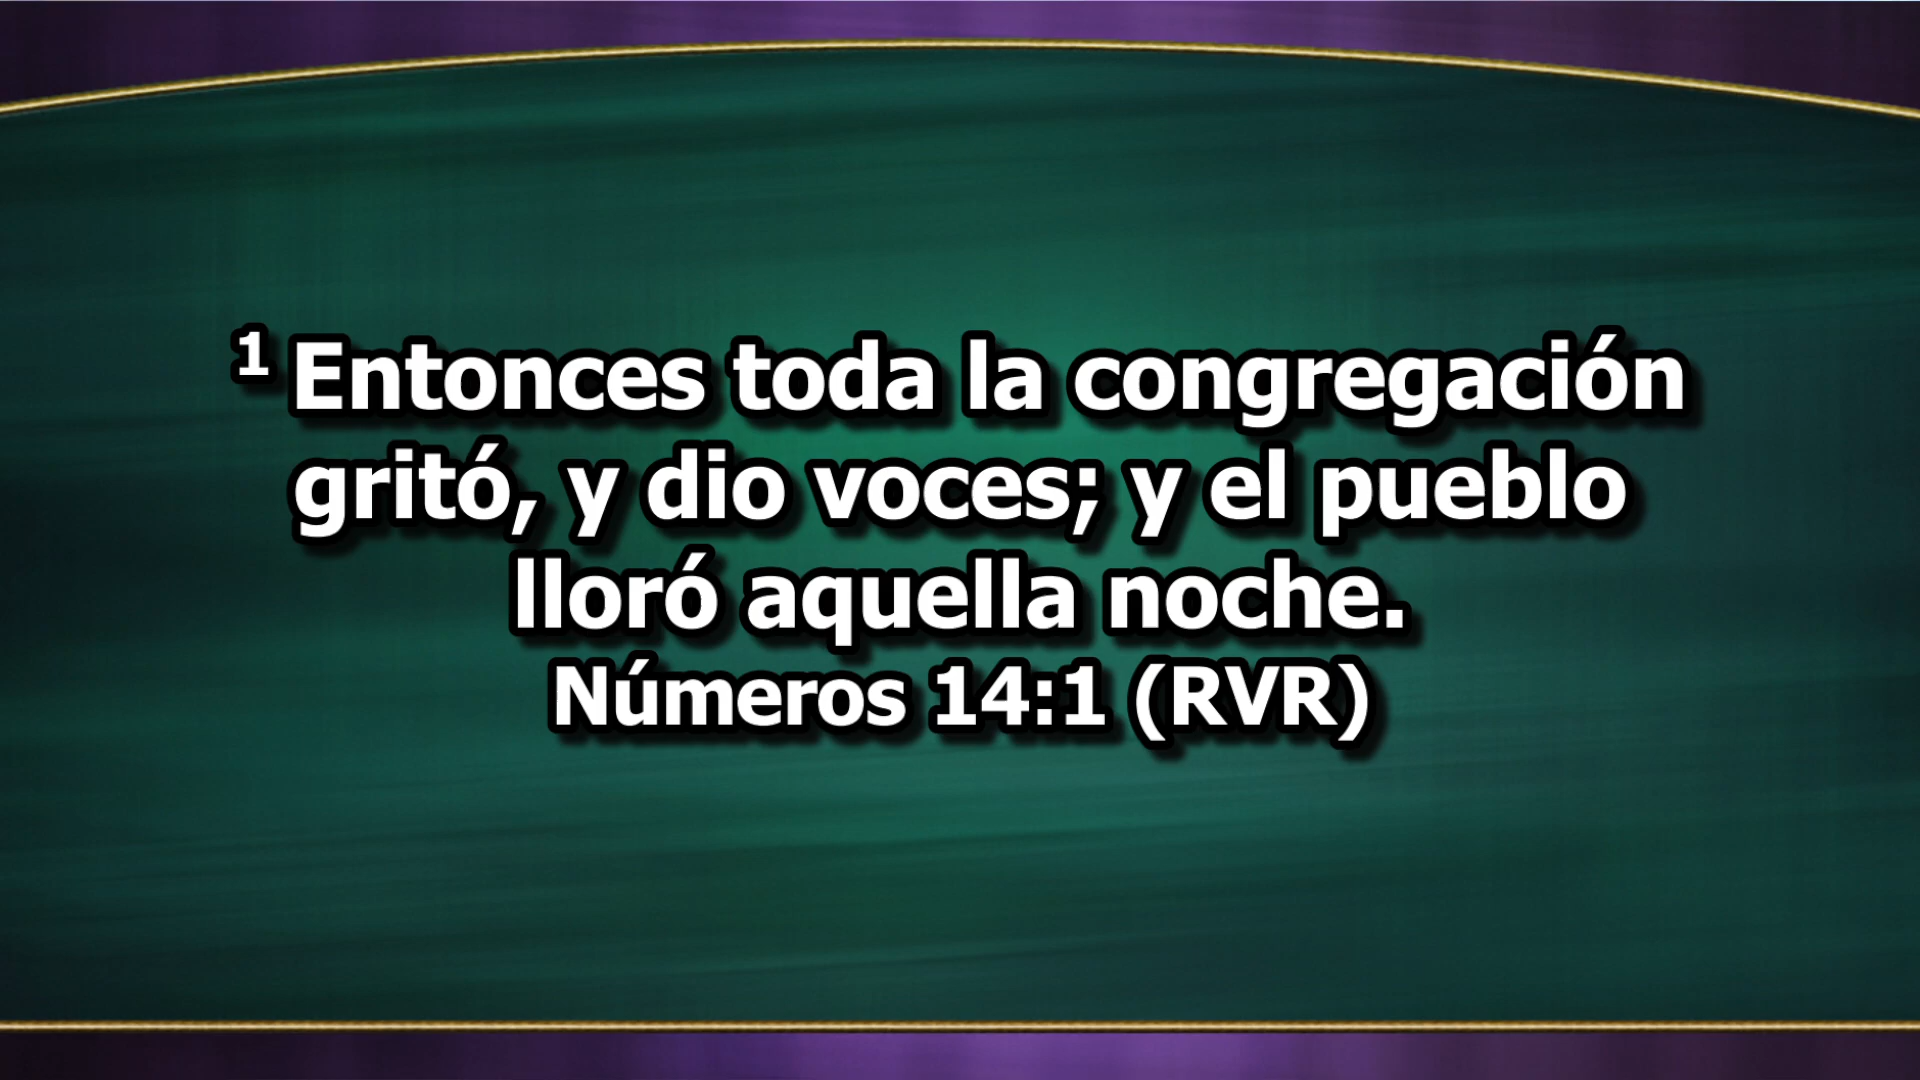 1 Entonces toda la congregación
gritó, y dio voces; y el pueblo
lloró aquella noche.
Números 14:1 (RVR)